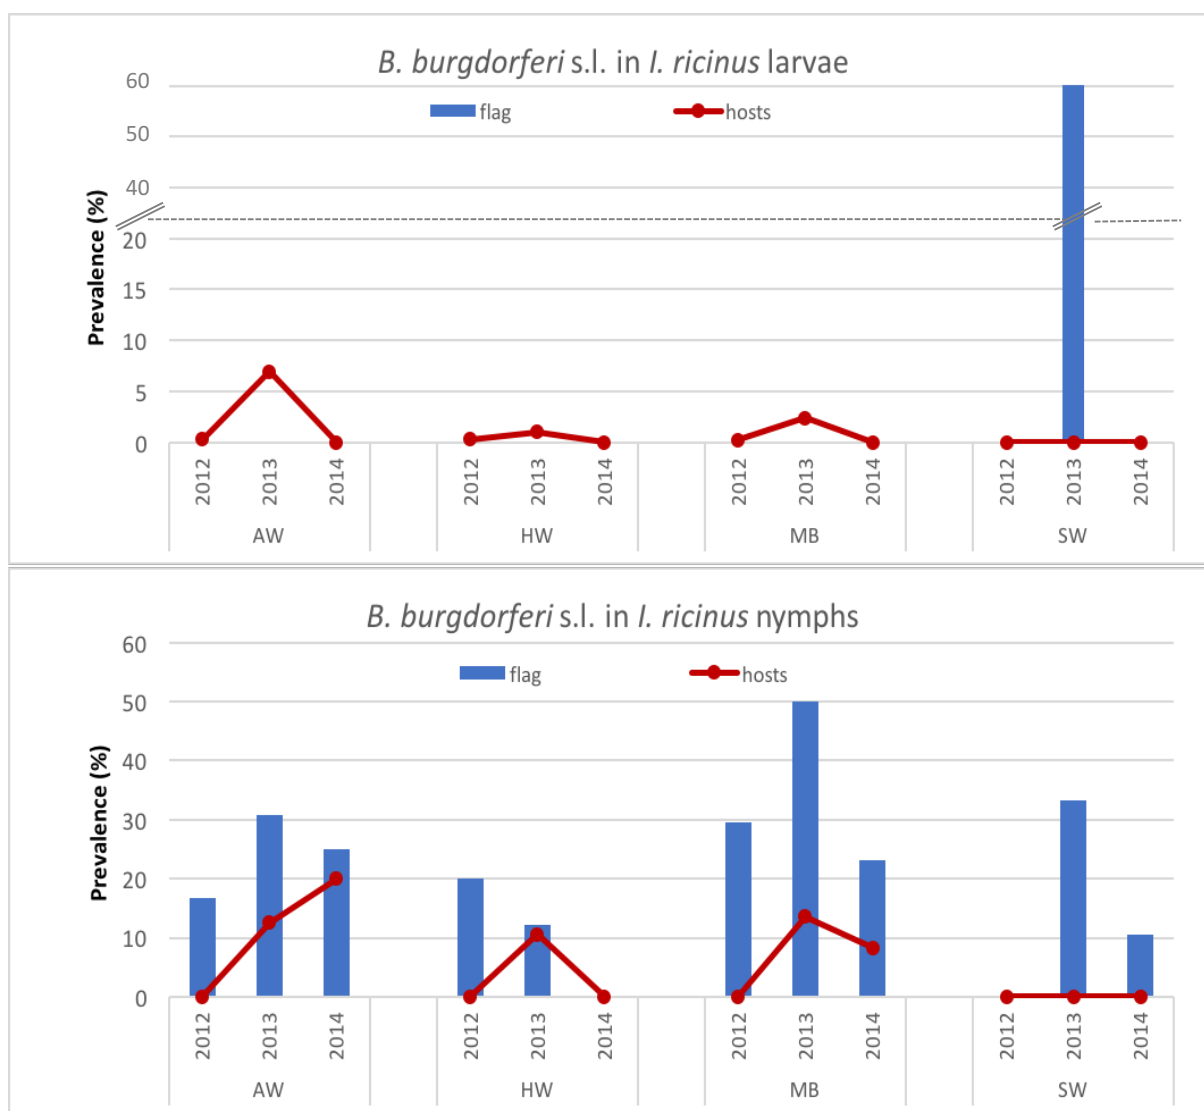 B. burgdorferi s.l. in I. ricinus larvae
flag hosts
Prevalence (%)
60
50
40
20
15
10
5
0
2012 2013 2014 2012 2013 2014 2012 2013 2014 2012 2013 2014
AW HW MB SW
B. burgdorferi s.l. in I. ricinus nymphs
flag hosts
Prevalence (%)
60
50
40
30
20
10
0
2012 2013 2014 2012 2013 2014 2012 2013 2014 2012 2013 2014
AW HW MB SW